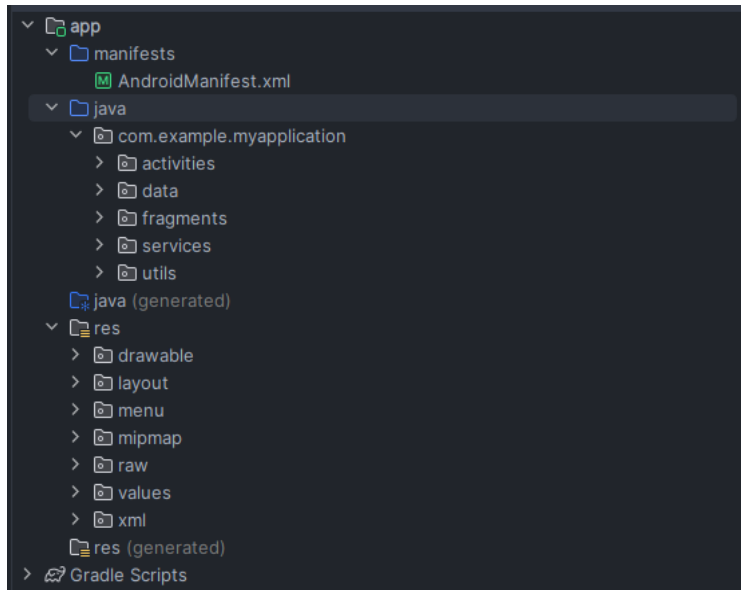 app
manifests
AndroidManifest.xml
java
com.example.myapplication
activities
data
fragments
services
utils
java (generated)
res
drawable
layout
menu
mipmap
raw
values
xml
res (generated)
Gradle Scripts